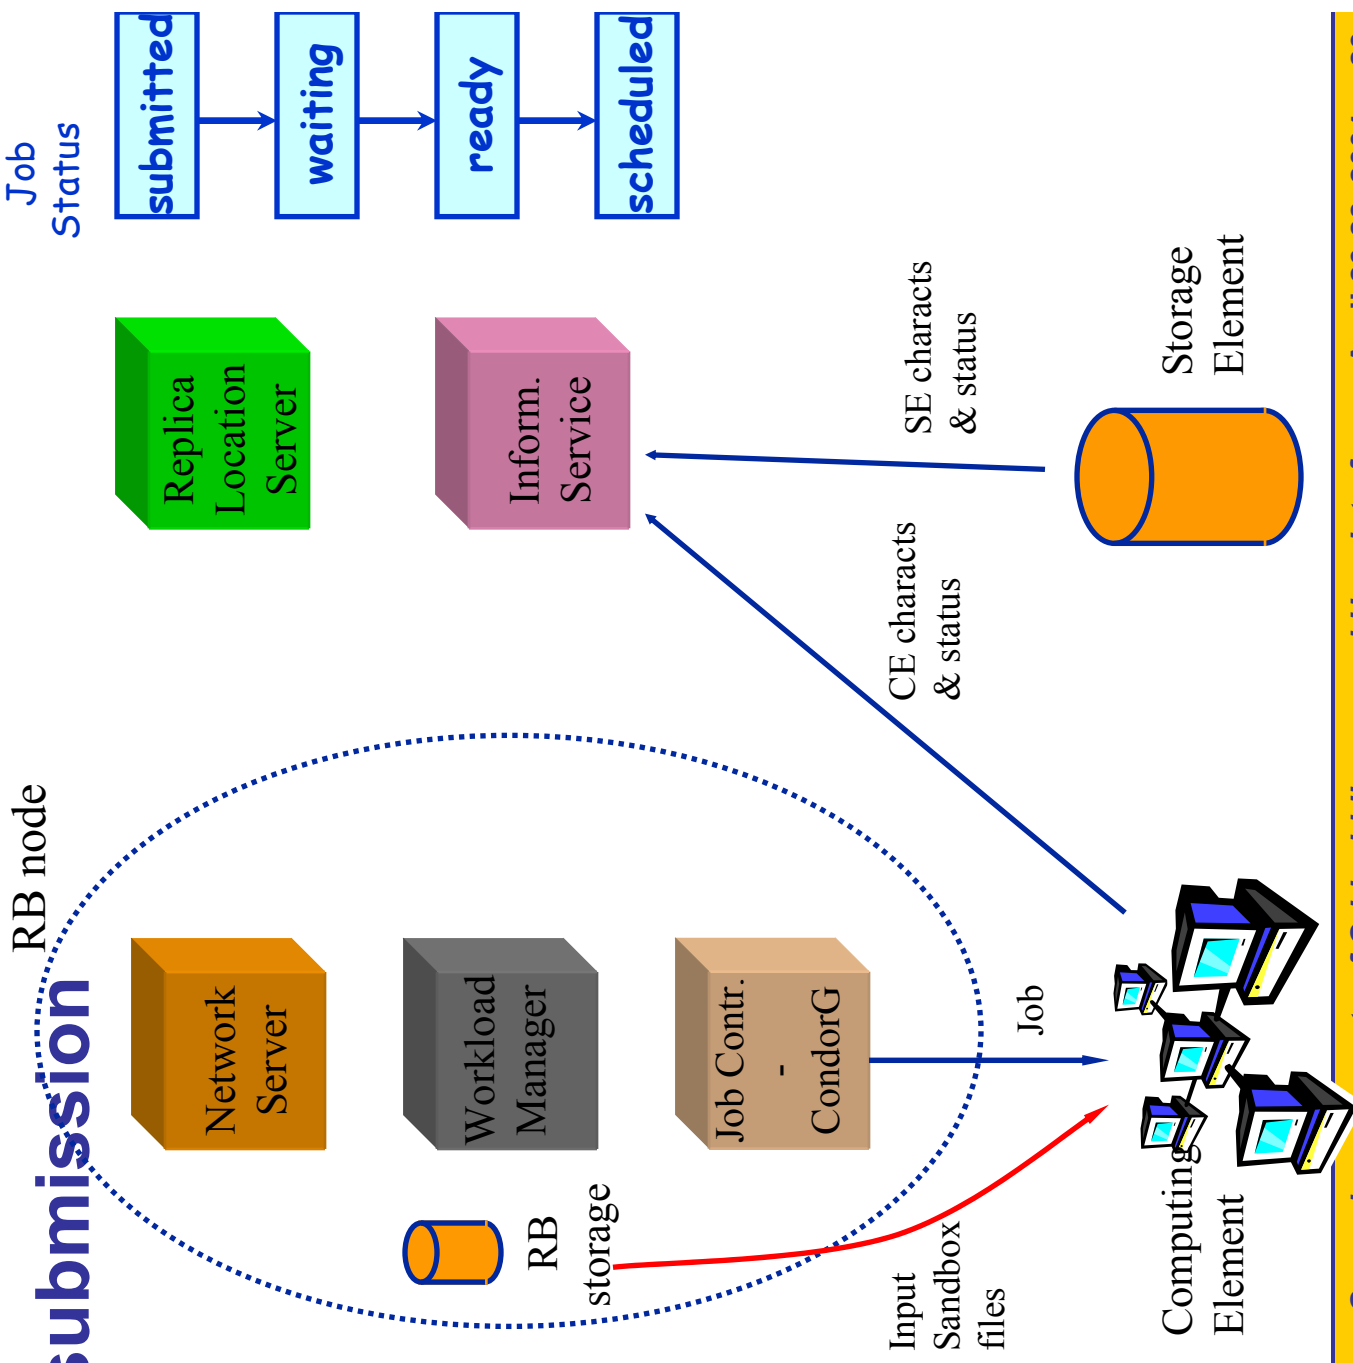 submission
RB node
Job
Status
submitted
waiting
ready
scheduled
Network
Server
Workload
Manager
Job Contr.
-
CondorG
RB
storage
Replica
Location
Server
Inform.
Service
SE characts
& status
CE characts
& status
Storage
Element
Job
Input
Sandbox
files
Computing
Element